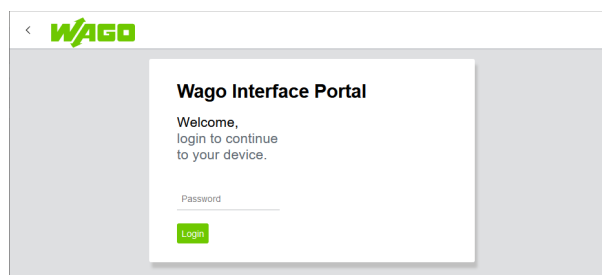 WAGO
Wago Interface Portal
Welcome,
login to continue
to your device.
Password
Login